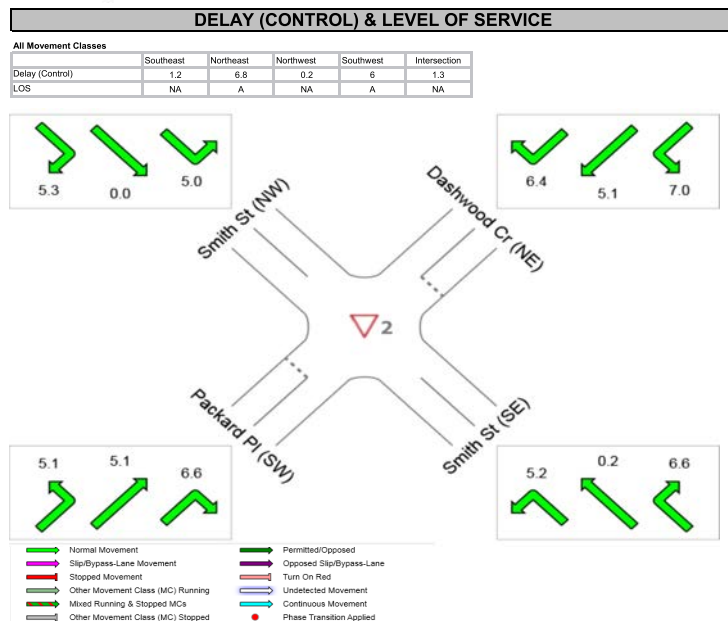 DELAY (CONTROL) & LEVEL OF SERVICE
All Movement Classes
Southeast Northeast Northwest Southwest Intersection
Delay (Control) 1.2 6.8 0.2 6 1.3
LOS NA A NA A NA
5.3 0.0 5.0
6.4 5.1 7.0
Smith St (NW)
Dashwood Cr (NE)
2
Packard Pl (SW)
Smith St (SE)
5.1 5.1 6.6
5.2 0.2 6.6
Normal Movement Permitted/Opposed
Slip/Bypass-Lane Movement Opposed Slip/Bypass-Lane
Stopped Movement Turn On Red
Other Movement Class (MC) Running Undetected Movement
Mixed Running & Stopped MCs Continuous Movement
Other Movement Class (MC) Stopped Phase Transition Applied